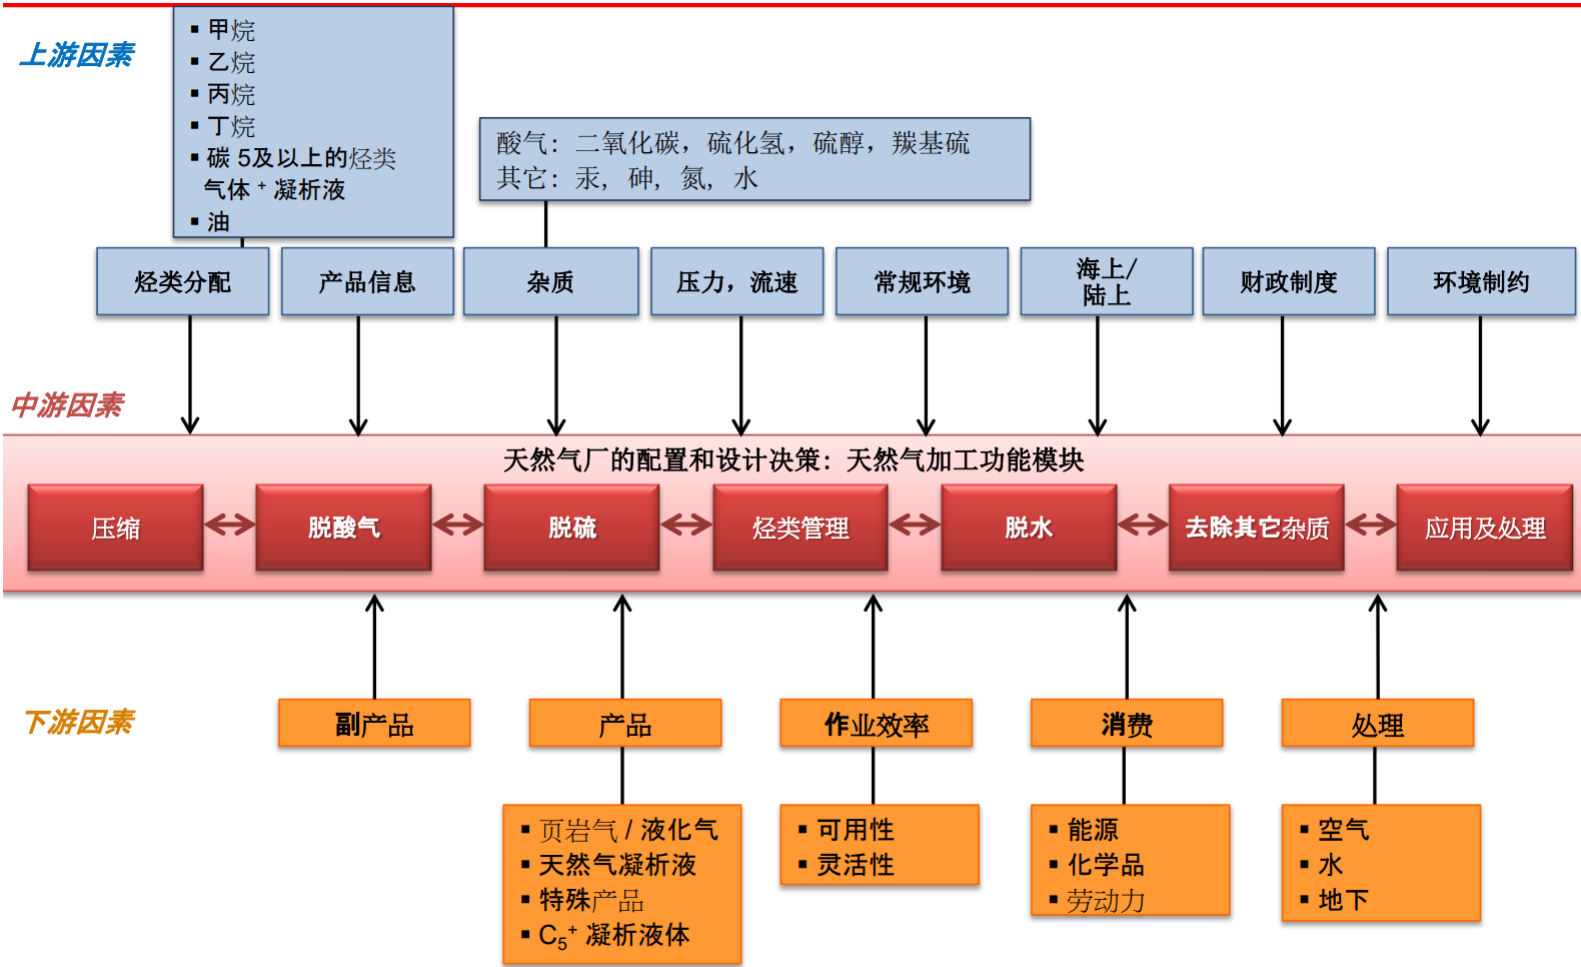 上游因素
▪ 甲烷
▪ 乙烷
▪ 丙烷
▪ 丁烷
▪ 碳 5及以上的烃类
气体 + 凝析液
▪ 油
酸气：二氧化碳，硫化氢，硫醇，羰基硫
其它：汞, 砷, 氮, 水
烃类分配
产品信息
杂质
压力，流速
常规环境
海上/
陆上
财政制度
环境制约
中游因素
天然气厂的配置和设计决策：天然气加工功能模块
压缩
脱酸气
脱硫
烃类管理
脱水
去除其它杂质
应用及处理
下游因素
副产品
产品
作业效率
消费
处理
▪ 页岩气 / 液化气
▪ 天然气凝析液
▪ 特殊产品
▪ C5+ 凝析液体
▪ 可用性
▪ 灵活性
▪ 能源
▪ 化学品
▪ 劳动力
▪ 空气
▪ 水
▪ 地下